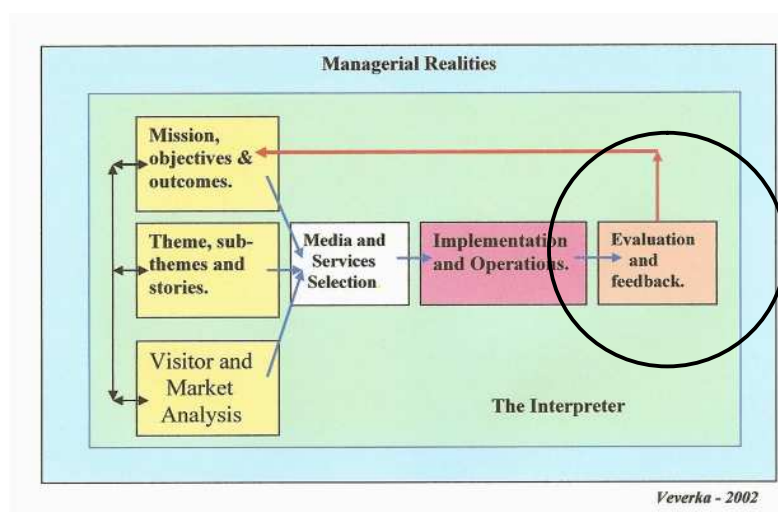 Managerial Realities
Mission,
objectives &
outcomes.
Theme, sub-
themes and
stories.
Visitor and
Market
Analysis
Media and
Services
Selection.
Implementation
and Operations.
Evaluation
and
feedback.
The Interpreter
Veverka - 2002